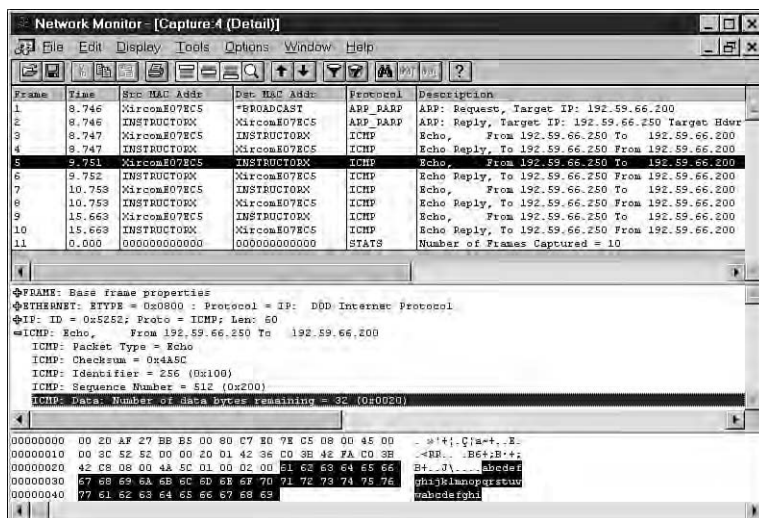 Network Monitor - [Capture:4 (Detail)]
File Edit Display Tools Options Window Help
Frame Time Src MAC Addr Dst MAC Addr Protocol Description
1 8.746 XircomE07EC5 *BROADCAST ARP_RARP ARP: Request, Target IP: 192.59.66.200
2 8.746 INSTRUCTORX XircomE07EC5 ARP_RARP ARP: Reply, Target IP: 192.59.66.250 Target Hdwr
3 8.747 XircomE07EC5 INSTRUCTORX ICMP Echo, From 192.59.66.250 To 192.59.66.200
4 8.747 INSTRUCTORX XircomE07EC5 ICMP Echo Reply, To 192.59.66.250 From 192.59.66.200
5 9.751 XircomE07EC5 INSTRUCTORX ICMP Echo, From 192.59.66.250 To 192.59.66.200
6 9.752 INSTRUCTORX XircomE07EC5 ICMP Echo Reply, To 192.59.66.250 From 192.59.66.200
7 10.753 XircomE07EC5 INSTRUCTORX ICMP Echo, From 192.59.66.250 To 192.59.66.200
8 10.753 INSTRUCTORX XircomE07EC5 ICMP Echo Reply, To 192.59.66.250 From 192.59.66.200
9 15.663 XircomE07EC5 INSTRUCTORX ICMP Echo, From 192.59.66.250 To 192.59.66.200
10 15.663 INSTRUCTORX XircomE07EC5 ICMP Echo Reply, To 192.59.66.250 From 192.59.66.200
11 0.000 000000000000 000000000000 STATS Number of Frames Captured = 10
FRAME: Base frame properties
ETHERNET: ETYPE = 0x0800 : Protocol = IP: DOD Internet Protocol
IP: ID = 0x5252; Proto = ICMP; Len: 60
ICMP: Echo, From 192.59.66.250 To 192.59.66.200
ICMP: Packet Type = Echo
ICMP: Checksum = 0x4A5C
ICMP: Identifier = 256 (0x100)
ICMP: Sequence Number = 512 (0x200)
ICMP: Data: Number of data bytes remaining = 32 (0x0020)
00000000 00 20 AF 27 BB B5 00 80 C7 E0 7E C5 08 00 45 00
00000010 00 3C 52 52 00 00 20 01 42 36 C0 3B 42 FA C0 3B .<RR.. .B6+;B·+;
00000020 42 C8 08 00 4A 5C 01 00 02 00 61 62 63 64 65 66 B+..J\....abcdef
00000030 67 68 69 6A 6B 6C 6D 6E 6F 70 71 72 73 74 75 76 ghijklmnopqrstuv
00000040 77 61 62 63 64 65 66 67 68 69 wabcdefghi